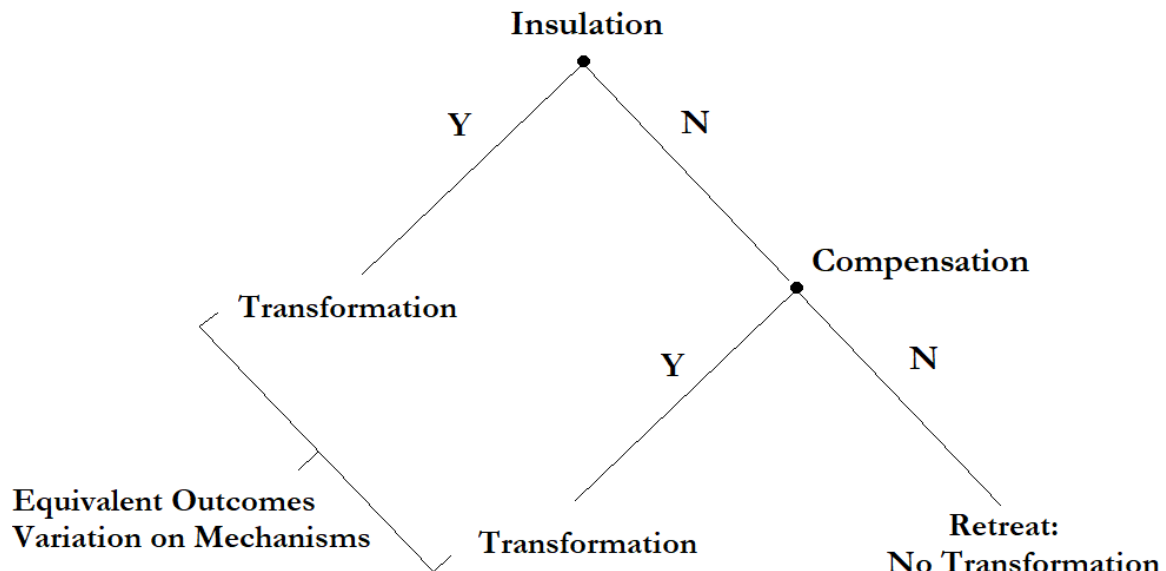 Insulation
Y
N
Compensation
Transformation
Y
N
Equivalent Outcomes
Variation on Mechanisms
Transformation
Retreat:
No Transformation